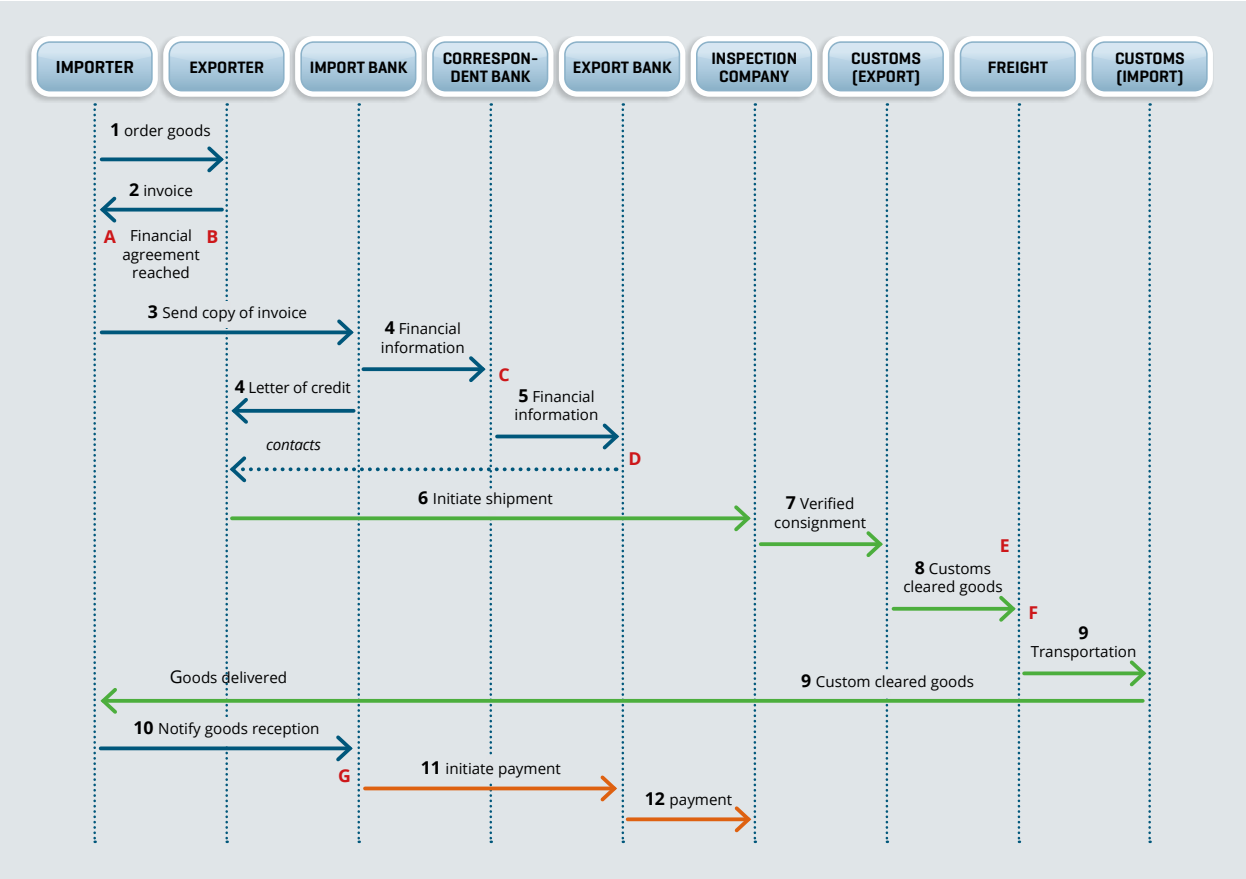 IMPORTER
EXPORTER
IMPORT BANK
CORRESPON-
DENT BANK
EXPORT BANK
INSPECTION
COMPANY
CUSTOMS
(EXPORT)
FREIGHT
CUSTOMS
(IMPORT)
1 order goods
2 invoice
A Financial B
agreement
reached
3 Send copy of invoice
4 Financial
information
C
4 Letter of credit
5 Financial
information
contacts
D
6 Initiate shipment
7 Verified
consignment
E
8 Customs
cleared goods
F
9
Transportation
Goods delivered
9 Custom cleared goods
10 Notify goods reception
G
11 initiate payment
12 payment